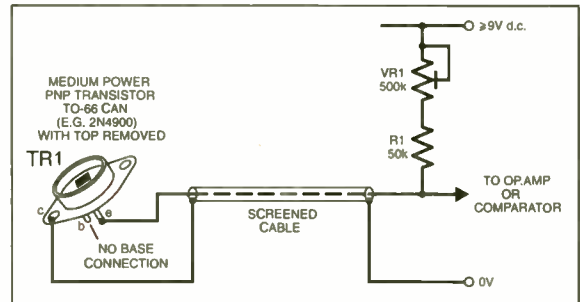 MEDIUM POWER
PNP TRANSISTOR
TO-66 CAN
(E.G. 2N4900)
WITH TOP REMOVED
TR1
c
b
e
NO BASE
CONNECTION
SCREENED
CABLE
⩾9V d.c.
VR1
500k
R1
50k
TO OP.AMP
OR
COMPARATOR
0V